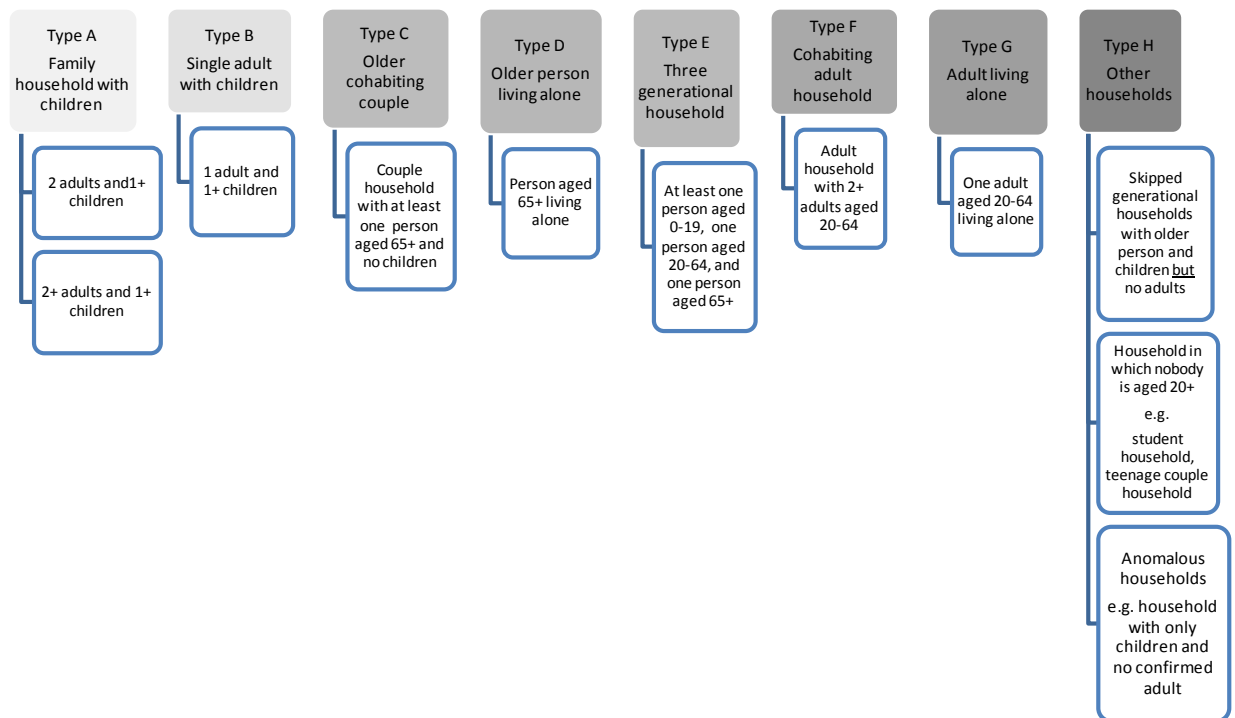 Type A
Family
household with
children
2 adults and1+
children
2+ adults and 1+
children
Type B
Single adult
with children
1 adult and
1+ children
Type C
Older
cohabiting
couple
Couple
household
with at least
one  person
aged 65+ and
no children
Type D
Older person
living alone
Person aged
65+ living
alone
Type E
Three
generational
household
At least one
person aged
0-19,  one
person aged
20-64, and
one person
aged 65+
Type F
Cohabiting
adult
household
Adult
household
with 2+
adults aged
20-64
Type G
Adult living
alone
One adult
aged 20-64
living alone
Type H
Other
households
Skipped
generational
households
with older
person and
children but
no adults
Household in
which nobody
is aged 20+
e.g.
student
household,
teenage couple
household
Anomalous
households
e.g. household
with only
children and
no confirmed
adult